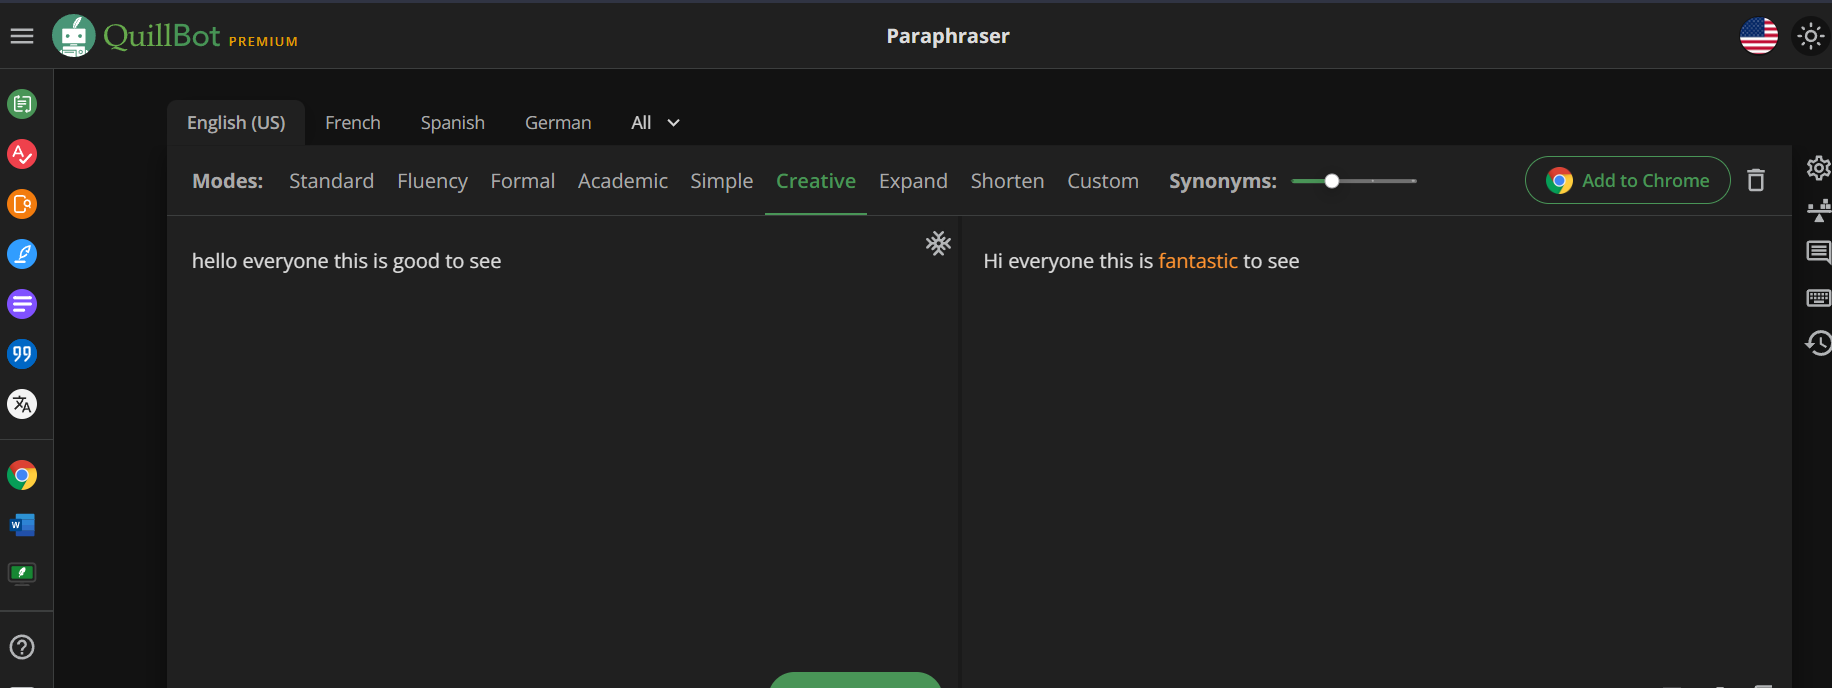 QuillBot PREMIUM
Paraphraser
English (US) French Spanish German All
Modes: Standard Fluency Formal Academic Simple Creative Expand Shorten Custom Synonyms: Add to Chrome
hello everyone this is good to see
Hi everyone this is fantastic to see